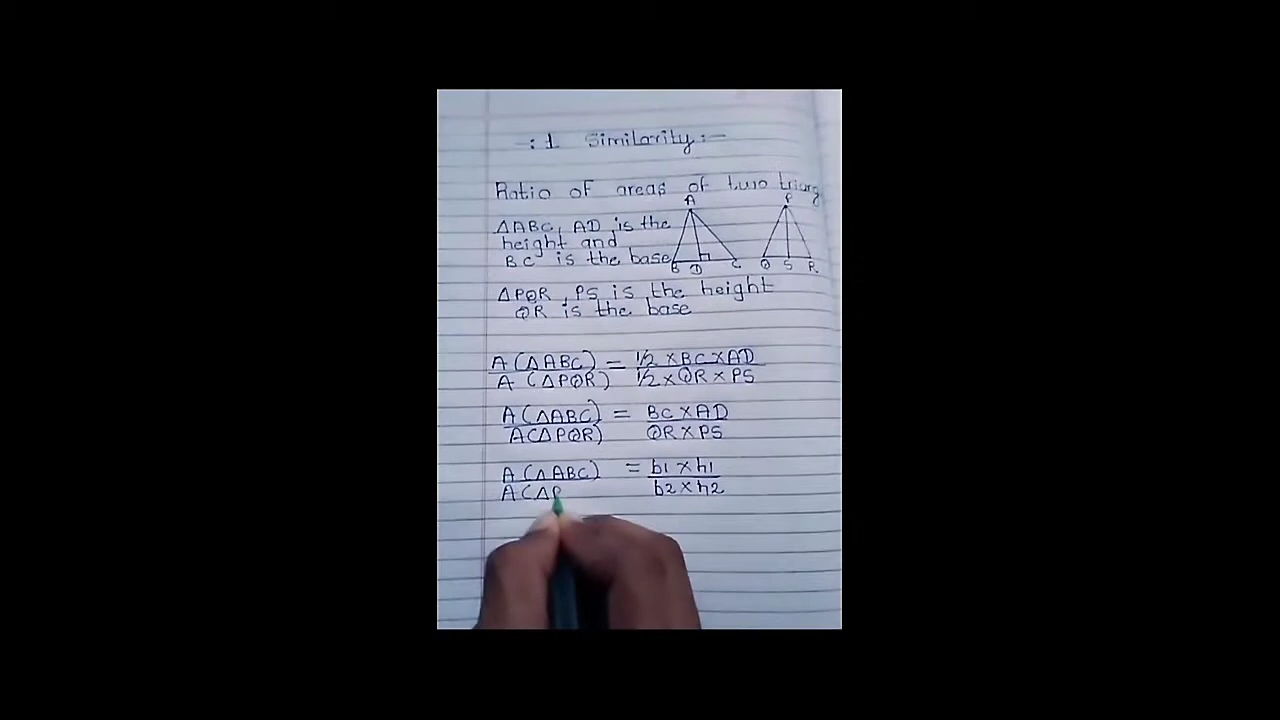 -: 1 Similarity:-
Ratio of areas of two triang
A P
ΔABC, AD is the
height and
BC is the base
B D C Q S R
ΔPQR, PS is the height
QR is the base
A (ΔABC) = 1/2 × BC × AD
A (ΔPQR) 1/2 × QR × PS
A (ΔABC) = BC × AD
A (ΔPQR) QR × PS
A (ΔABC) = b1 × h1
A (ΔP b2 × h2